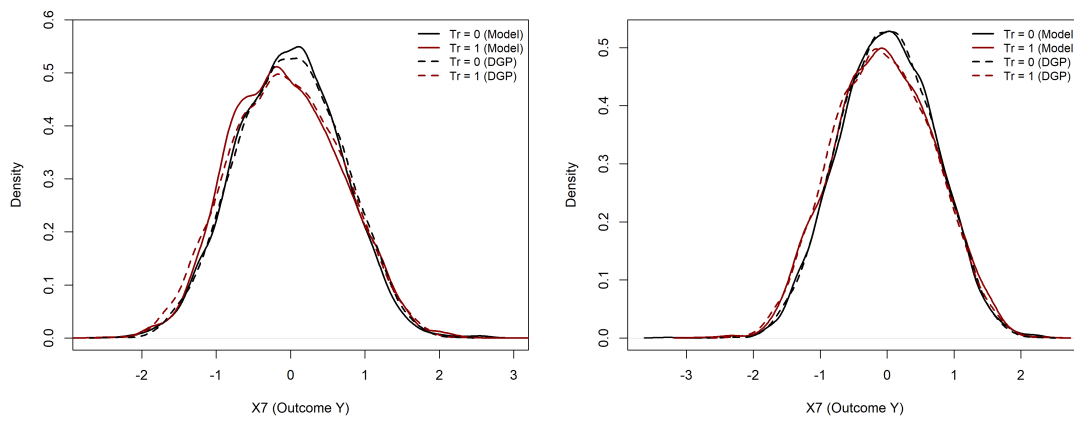 0.6
0.5
0.4
0.3
0.2
0.1
0.0
Density
-2 -1 0 1 2 3
X7 (Outcome Y)
Tr = 0 (Model)
Tr = 1 (Model)
Tr = 0 (DGP)
Tr = 1 (DGP)
0.5
0.4
0.3
0.2
0.1
0.0
Density
-3 -2 -1 0 1 2
X7 (Outcome Y)
Tr = 0 (Model)
Tr = 1 (Model)
Tr = 0 (DGP)
Tr = 1 (DGP)